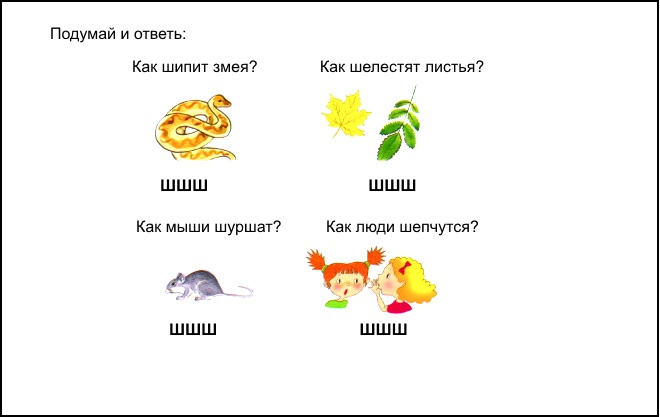 Подумай и ответь:
Как шипит змея?
Как шелестят листья?
шшш
шшш
Как мыши шуршат?
Как люди шепчутся?
шшш
шшш